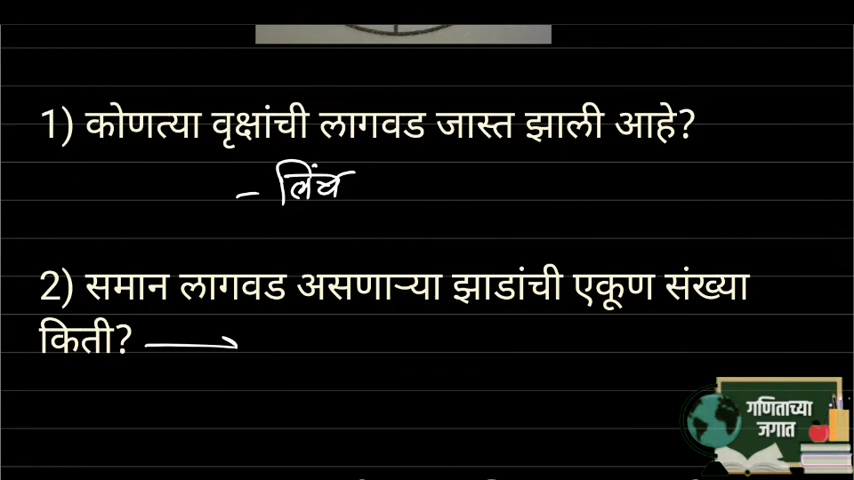 1) कोणत्या वृक्षांची लागवड जास्त झाली आहे?
- लिंब
2) समान लागवड असणाऱ्या झाडांची एकूण संख्या
किती?
गणिताच्या
जगात